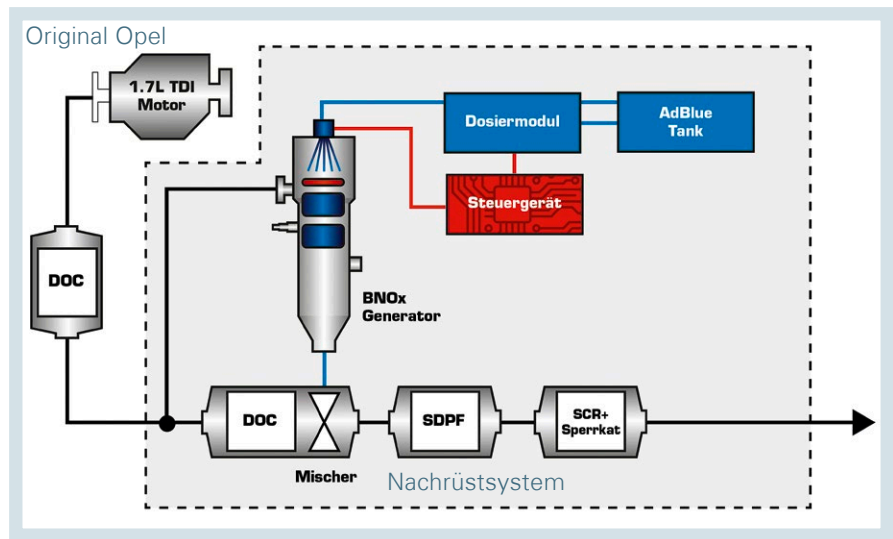 Original Opel
1.7L TDI
Motor
Dosiermodul
AdBlue
Tank
Steuergerät
DOC
BNOx
Generator
DOC
SDPF
SCR+
Sperrkat
Mischer
Nachrüstsystem